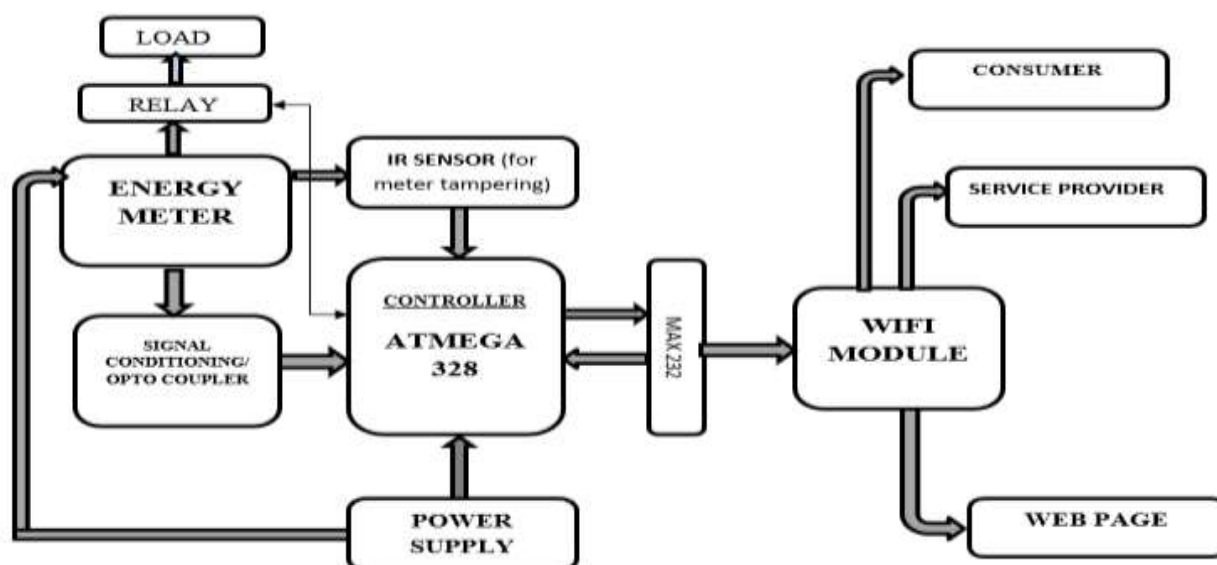 LOAD
RELAY
ENERGY
METER
IR SENSOR (for
meter tampering)
SIGNAL
CONDITIONING/
OPTO COUPLER
CONTROLLER
ATMEGA
328
MAX 232
POWER
SUPPLY
WIFI
MODULE
CONSUMER
SERVICE PROVIDER
WEB PAGE